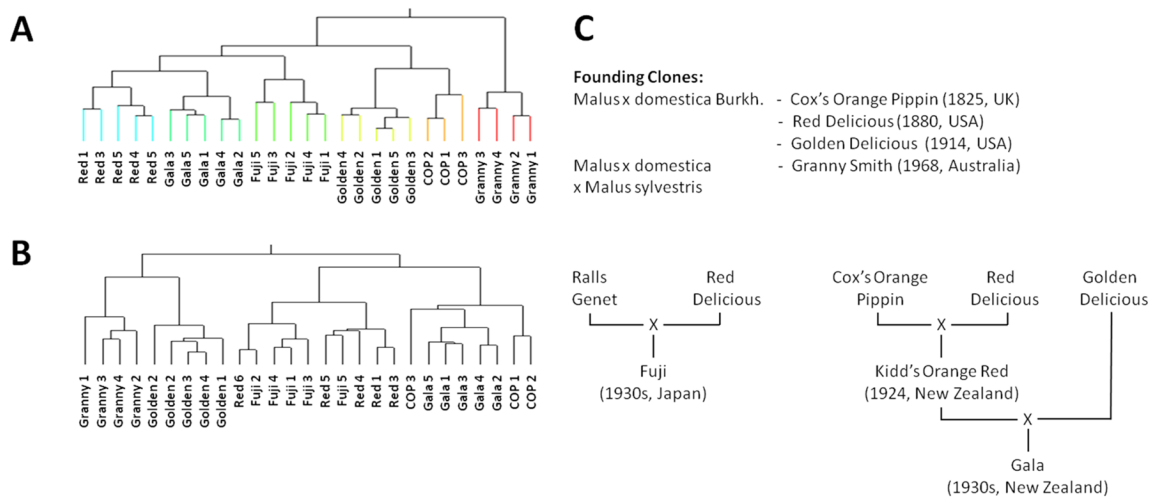 A
Red 1
Red 3
Red 5
Red 4
Red 5
Gala 3
Gala 5
Gala 1
Gala 4
Gala 2
Fuji 5
Fuji 3
Fuji 2
Fuji 4
Fuji 1
Golden 4
Golden 2
Golden 1
Golden 5
Golden 3
COP 2
COP 1
COP 3
Granny 3
Granny 4
Granny 2
Granny 1
B
Granny 1
Granny 3
Granny 4
Granny 2
Golden 2
Golden 2
Golden 3
Golden 4
Golden 1
Red6
Fuji 2
Fuji 4
Fuji 1
Fuji 3
Red 5
Fuji 5
Red 4
Red 1
Red 3
COP 3
Gala 5
Gala 1
Gala 3
Gala 4
Gala 2
COP 1
COP 2
C
Founding Clones:
Malus x domestica Burkh. - Cox's Orange Pippin (1825, UK)
- Red Delicious (1880, USA)
- Golden Delicious (1914, USA)
Malus x domestica - Granny Smith (1968, Australia)
x Malus sylvestris
Ralls Red Cox's Orange Red Golden
Genet Delicious Pippin Delicious Delicious
X X
Fuji Kidd's Orange Red
(1930s, Japan) (1924, New Zealand)
X
Gala
(1930s, New Zealand)